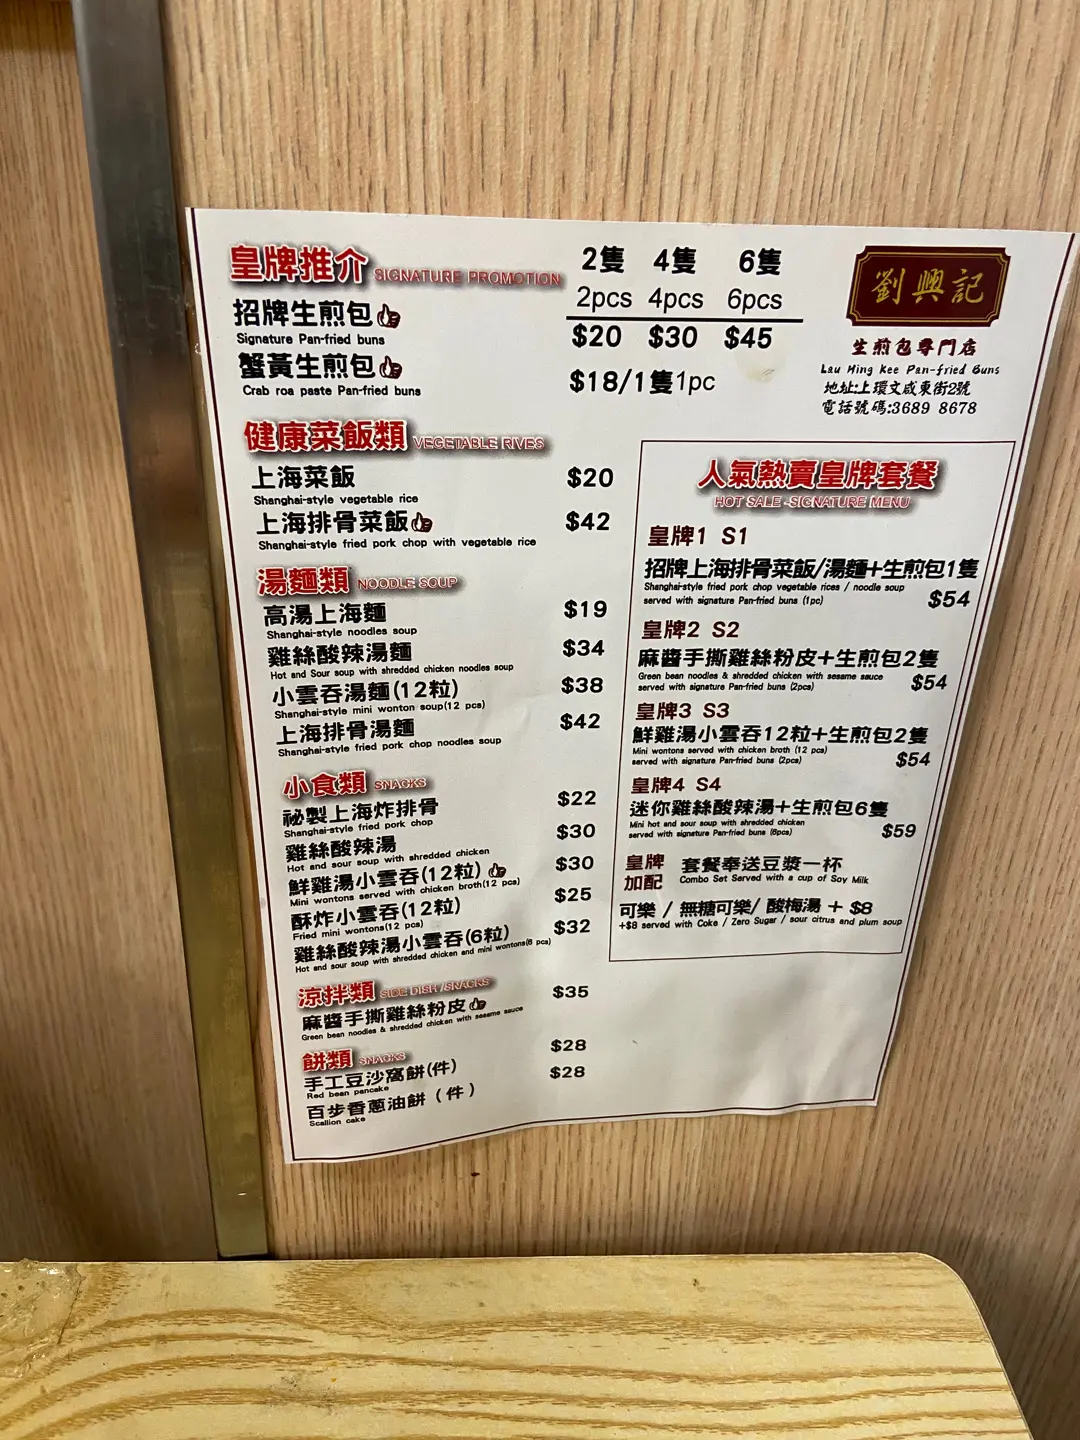 皇牌推介 SIGNATURE PROMOTION
2隻 4隻 6隻
2pcs 4pcs 6pcs
招牌生煎包 $20 $30 $45
Signature Pan-fried buns
蟹黃生煎包 $18/1隻1pc
Crab roa paste Pan-fried buns
健康菜飯類 VEGETABLE RIVES
上海菜飯 $20
Shanghai-style vegetable rice
上海排骨菜飯 $42
Shanghai-style fried pork chop with vegetable rice
湯麵類 NOODLE SOUP
高湯上海麵 $19
Shanghai-style noodles soup
雞絲酸辣湯麵 $34
Hot and Sour soup with shredded chicken noodles soup
小雲吞湯麵(12粒) $38
Shanghai-style mini wonton soup(12 pcs)
上海排骨湯麵 $42
Shanghai-style fried pork chop noodles soup
小食類 SNACKS
祕製上海炸排骨 $22
Shanghai-style fried pork chop
雞絲酸辣湯 $30
Hot and sour soup with shredded chicken
鮮雞湯小雲吞(12粒) $30
Mini wontons served with chicken broth(12 pcs)
酥炸小雲吞(12粒) $25
Fried mini wontons(12 pcs)
雞絲酸辣湯小雲吞(6粒) $32
Hot and sour soup with shredded chicken and mini wontons(6 pcs)
涼拌類 SIDE DISH /SNACKS
麻醬手撕雞絲粉皮 $35
Green bean noodles & shredded chicken with sesame sauce
餅類 SNACKS
手工豆沙窩餅(件) $28
Red bean pancake
百步香蔥油餅(件) $28
Scallion cake
劉興記
生煎包專門店
Lau Hing Kee Pan-fried Buns
地址:上環文咸東街2號
電話號碼:3689 8678
人氣熱賣皇牌套餐
HOT SALE -SIGNATURE MENU
皇牌1 S1
招牌上海排骨菜飯/湯麵+生煎包1隻
Shanghai-style fried pork chop vegetable rices / noodle soup
served with signature Pan-fried buns (1pc) $54
皇牌2 S2
麻醬手撕雞絲粉皮+生煎包2隻
Green bean noodles & shredded chicken with sesame sauce
served with signature Pan-fried buns (2pcs) $54
皇牌3 S3
鮮雞湯小雲吞12粒+生煎包2隻
Mini wontons served with chicken broth (12 pcs)
served with signature Pan-fried buns (2pcs) $54
皇牌4 S4
迷你雞絲酸辣湯+生煎包6隻
Mini hot and sour soup with shredded chicken
served with signature Pan-fried buns (6pcs) $59
皇牌加配 套餐奉送豆漿一杯
Combo Set Served with a cup of Soy Milk
可樂 / 無糖可樂/ 酸梅湯 + $8
+$8 served with Coke / Zero Sugar / sour citrus and plum soup